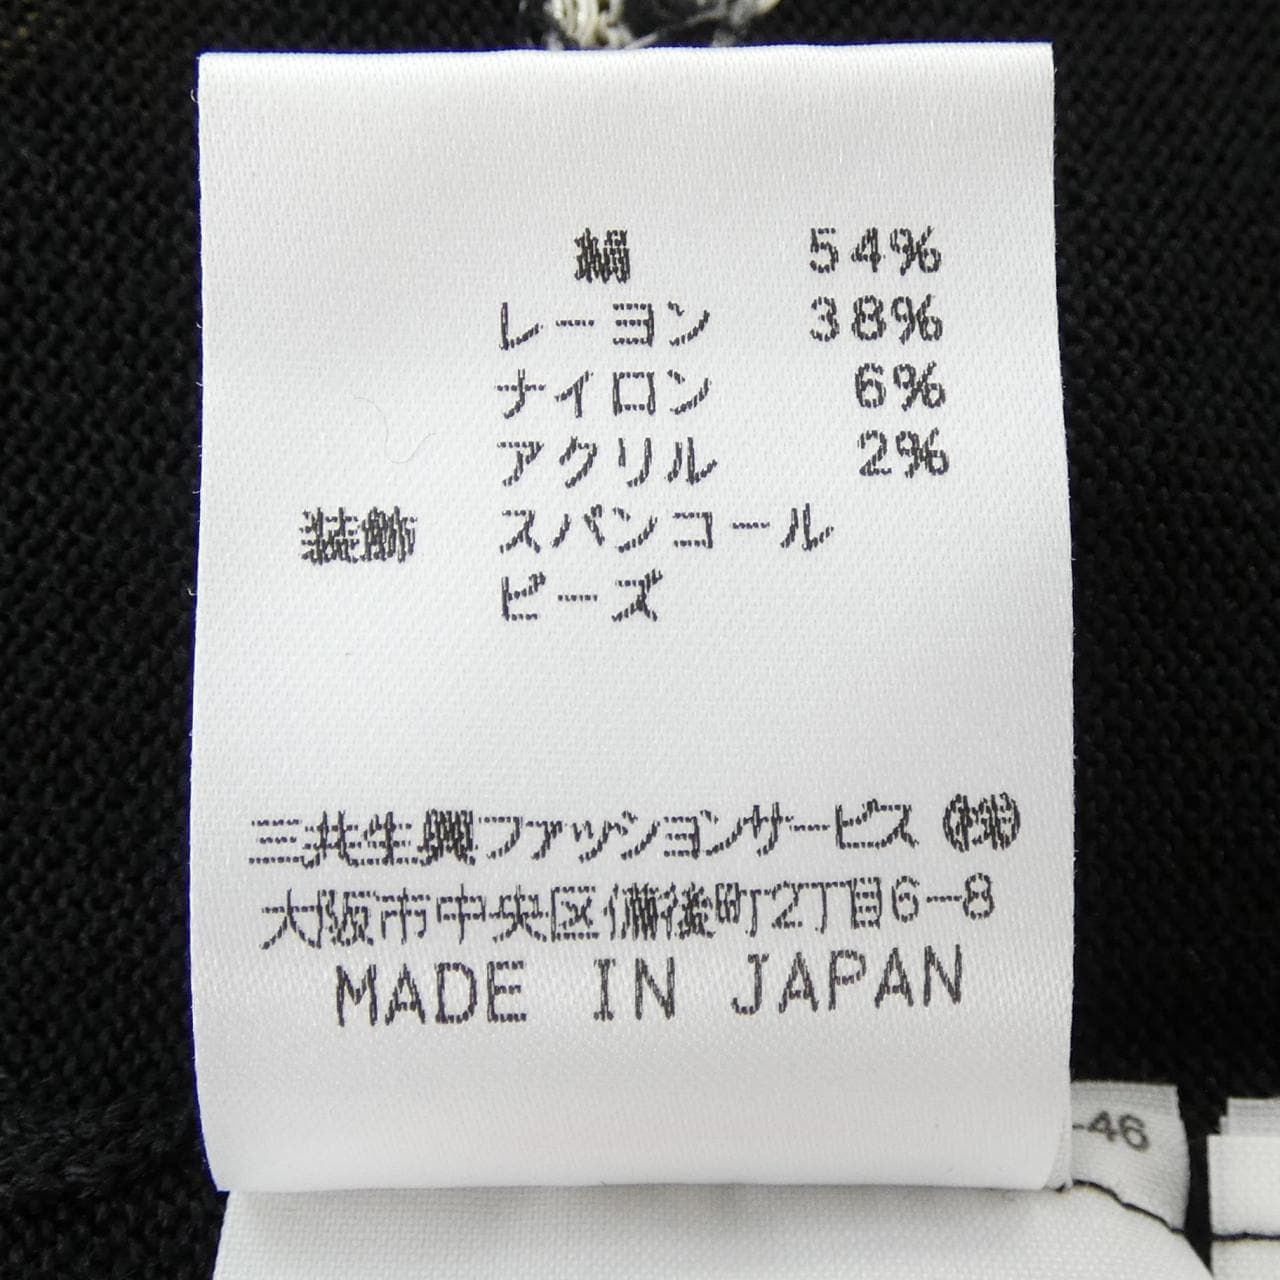 54%
レーヨン 38%
ナイロン 6%
アクリル 2%
装飾 スパンコール
ビーズ
三共生興ファッションサービス ㈱
大阪市中央区備後町2丁目6-8
MADE IN JAPAN
-46